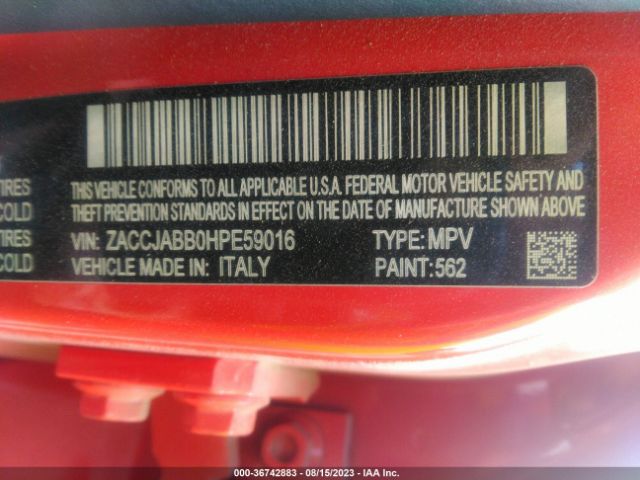 TIRES
COLD
TIRES
COLD
THIS VEHICLE CONFORMS TO ALL APPLICABLE U.S.A. FEDERAL MOTOR VEHICLE SAFETY AND
THEFT PREVENTION STANDARDS IN EFFECT ON THE DATE OF MANUFACTURE SHOWN ABOVE
VIN: ZACCJABB0HPE59016 TYPE: MPV
VEHICLE MADE IN: ITALY PAINT: 562
000-36742883 - 08/15/2023 - IAA Inc.